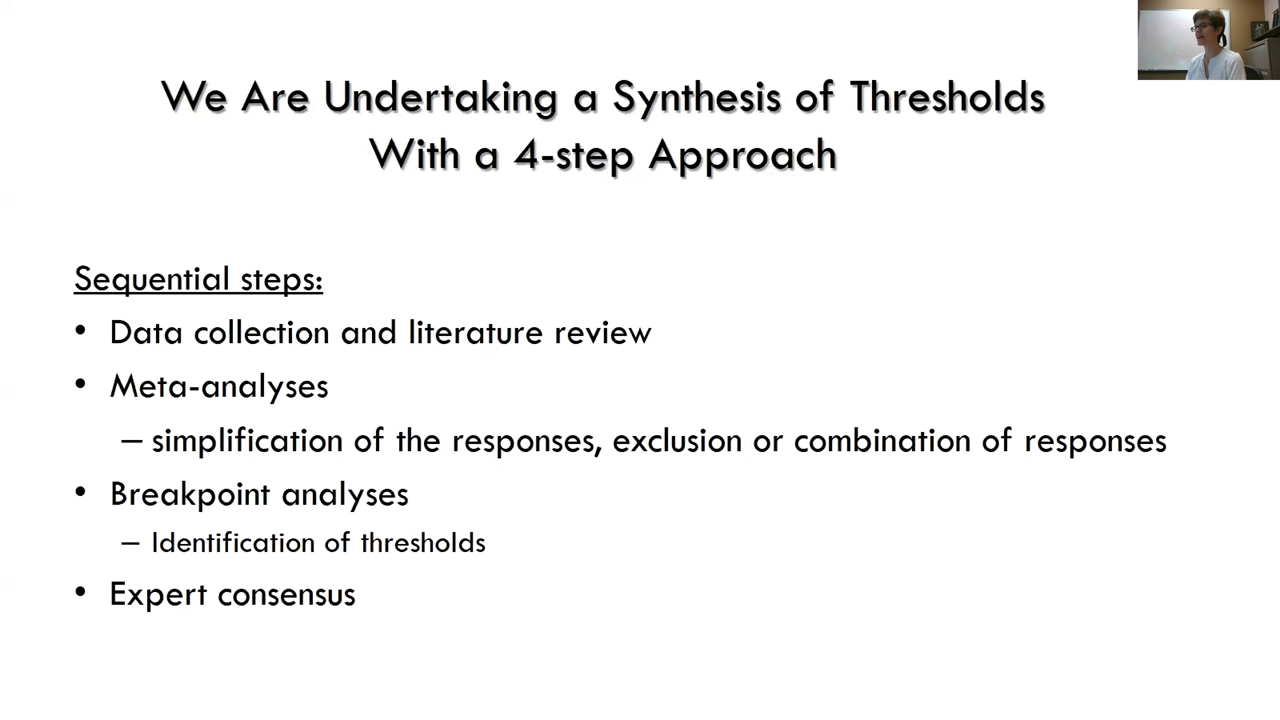 We Are Undertaking a Synthesis of Thresholds
With a 4-step Approach
Sequential steps:
• Data collection and literature review
• Meta-analyses
– simplification of the responses, exclusion or combination of responses
• Breakpoint analyses
– Identification of thresholds
• Expert consensus